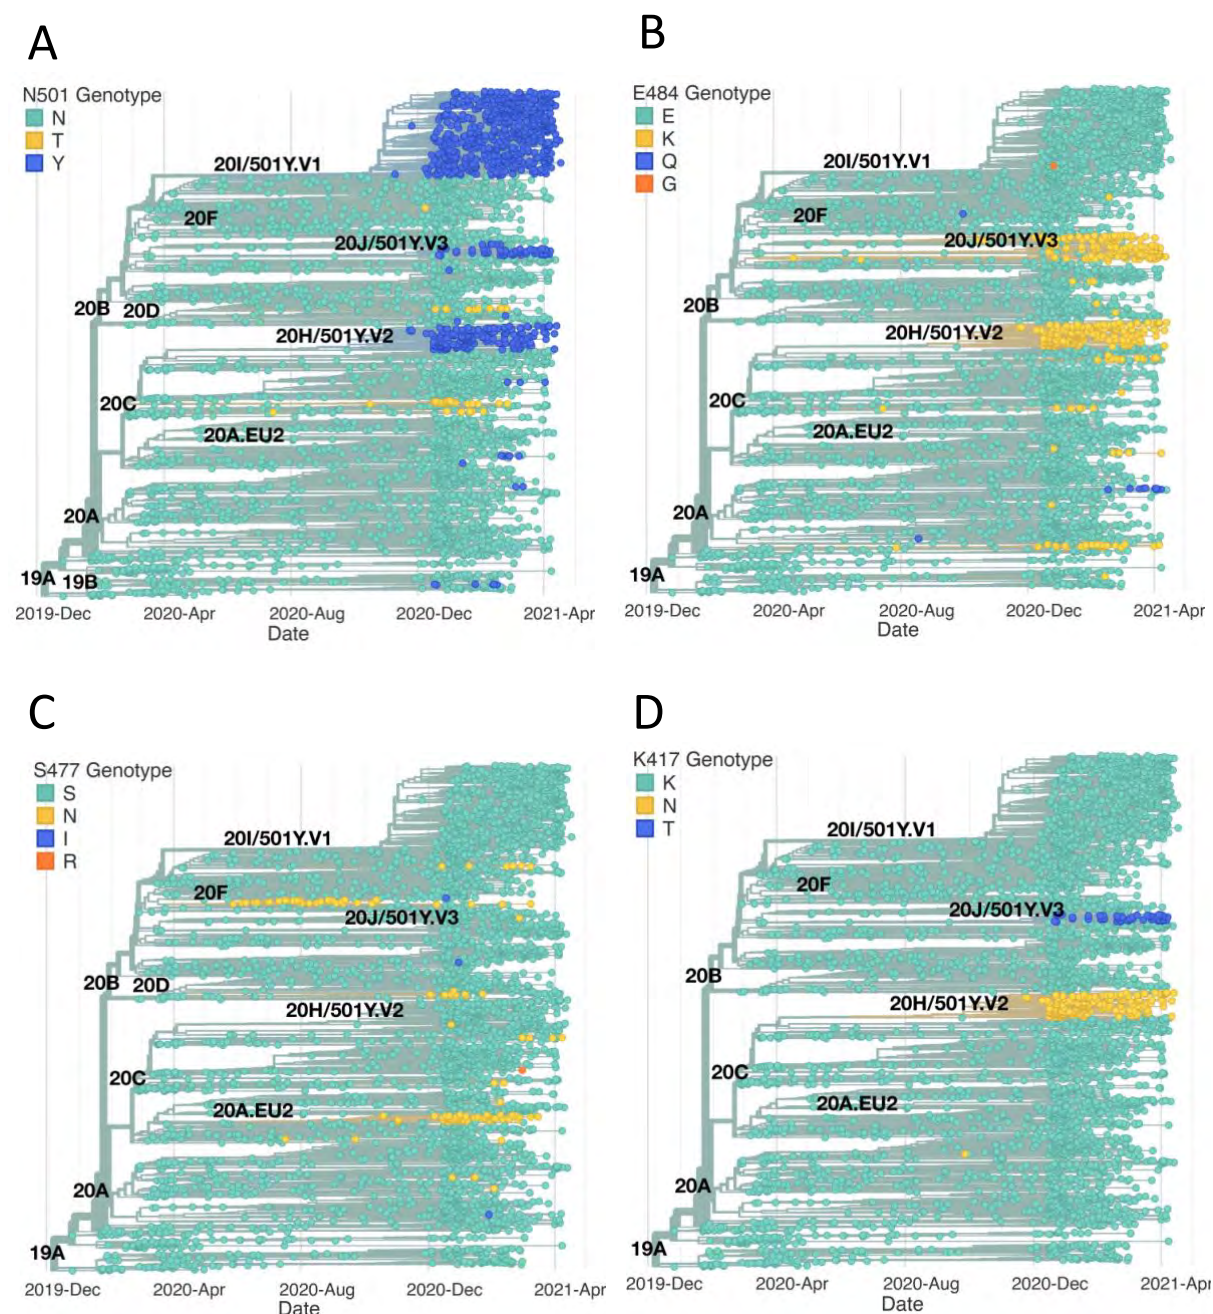 A
N501 Genotype
N
T
Y
20I/501Y.V1
20F
20J/501Y.V3
20B 20D
20H/501Y.V2
20C
20A.EU2
20A
19A 19B
2019-Dec 2020-Apr 2020-Aug 2020-Dec 2021-Apr
Date
B
E484 Genotype
E
K
Q
G
20I/501Y.V1
20F
20J/501Y.V3
20B
20H/501Y.V2
20C
20A.EU2
20A
19A
2019-Dec 2020-Apr 2020-Aug 2020-Dec 2021-Apr
Date
C
S477 Genotype
S
N
I
R
20I/501Y.V1
20F
20J/501Y.V3
20B 20D
20H/501Y.V2
20C
20A.EU2
20A
19A
2019-Dec 2020-Apr 2020-Aug 2020-Dec 2021-Apr
Date
D
K417 Genotype
K
N
T
20I/501Y.V1
20F
20J/501Y.V3
20B
20H/501Y.V2
20C
20A.EU2
20A
19A
2019-Dec 2020-Apr 2020-Aug 2020-Dec 2021-Apr
Date